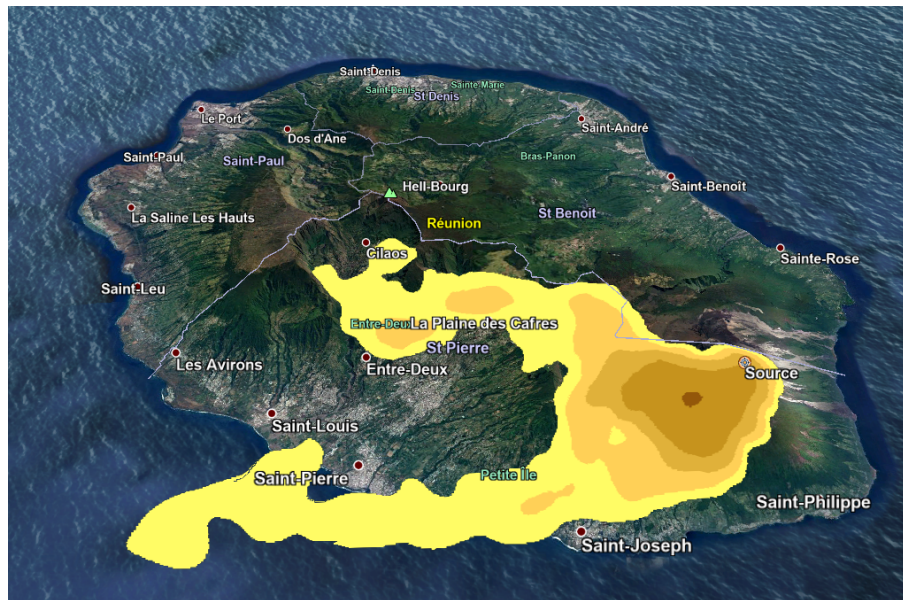 Saint-Denis
Sainte-Marie
Saint-Denis
St Denis
Le Port
Saint-André
Dos d'Ane
Saint-Paul
Saint-Paul
Bras-Panon
Saint-Benoît
Hell-Bourg
La Saline Les Hauts
St Benoit
Réunion
Cilaos
Sainte-Rose
Saint-Leu
Entre-Deux
La Plaine des Cafres
St Pierre
Les Avirons
Entre-Deux
Source
Saint-Louis
Saint-Pierre
Petite Île
Saint-Philippe
Saint-Joseph